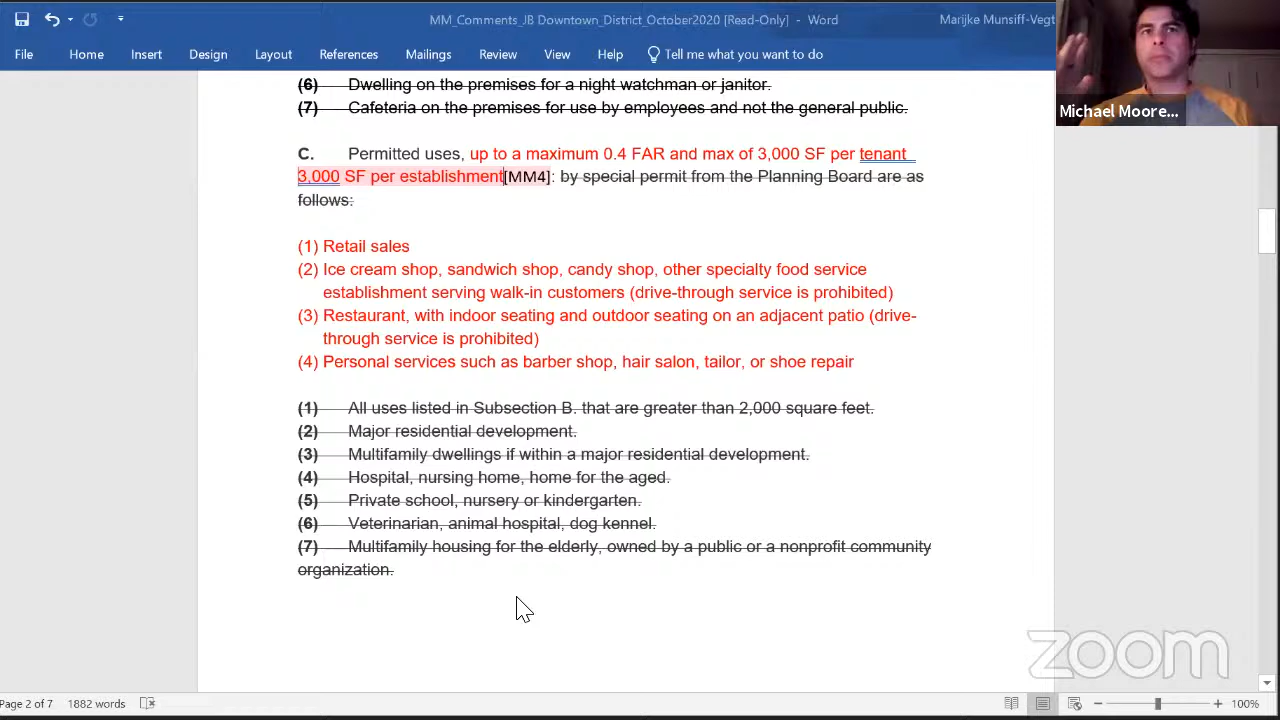 MM_Comments_JB Downtown_District_October2020 [Read-Only] - Word
Marijke Munsiff-Vegt
File Home Insert Design Layout References Mailings Review View Help Tell me what you want to do
Michael Moore...
(6) Dwelling on the premises for a night watchman or janitor.
(7) Cafeteria on the premises for use by employees and not the general public.
C. Permitted uses, up to a maximum 0.4 FAR and max of 3,000 SF per tenant
3,000 SF per establishment[MM4]: by special permit from the Planning Board are as
follows:
(1) Retail sales
(2) Ice cream shop, sandwich shop, candy shop, other specialty food service
establishment serving walk-in customers (drive-through service is prohibited)
(3) Restaurant, with indoor seating and outdoor seating on an adjacent patio (drive-
through service is prohibited)
(4) Personal services such as barber shop, hair salon, tailor, or shoe repair
(1) All uses listed in Subsection B. that are greater than 2,000 square feet.
(2) Major residential development.
(3) Multifamily dwellings if within a major residential development.
(4) Hospital, nursing home, home for the aged.
(5) Private school, nursery or kindergarten.
(6) Veterinarian, animal hospital, dog kennel.
(7) Multifamily housing for the elderly, owned by a public or a nonprofit community
organization.
zoom
Page 2 of 7 1882 words 100%